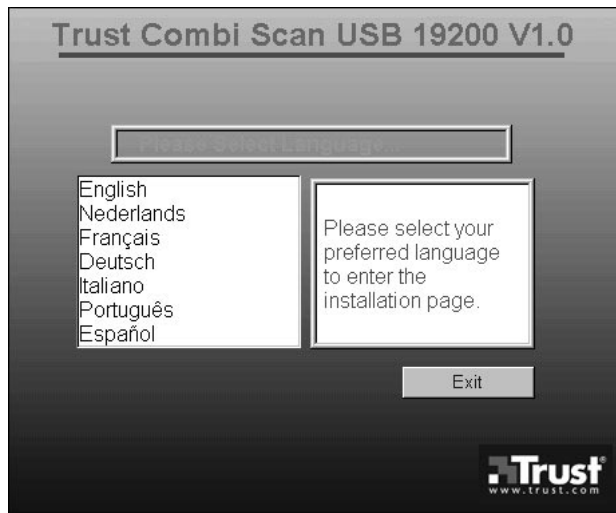 Trust Combi Scan USB 19200 V1.0
Please Select Language...
English
Nederlands
Français
Deutsch
Italiano
Português
Español
Please select your
preferred language
to enter the
installation page.
Exit
Trust®
www.trust.com